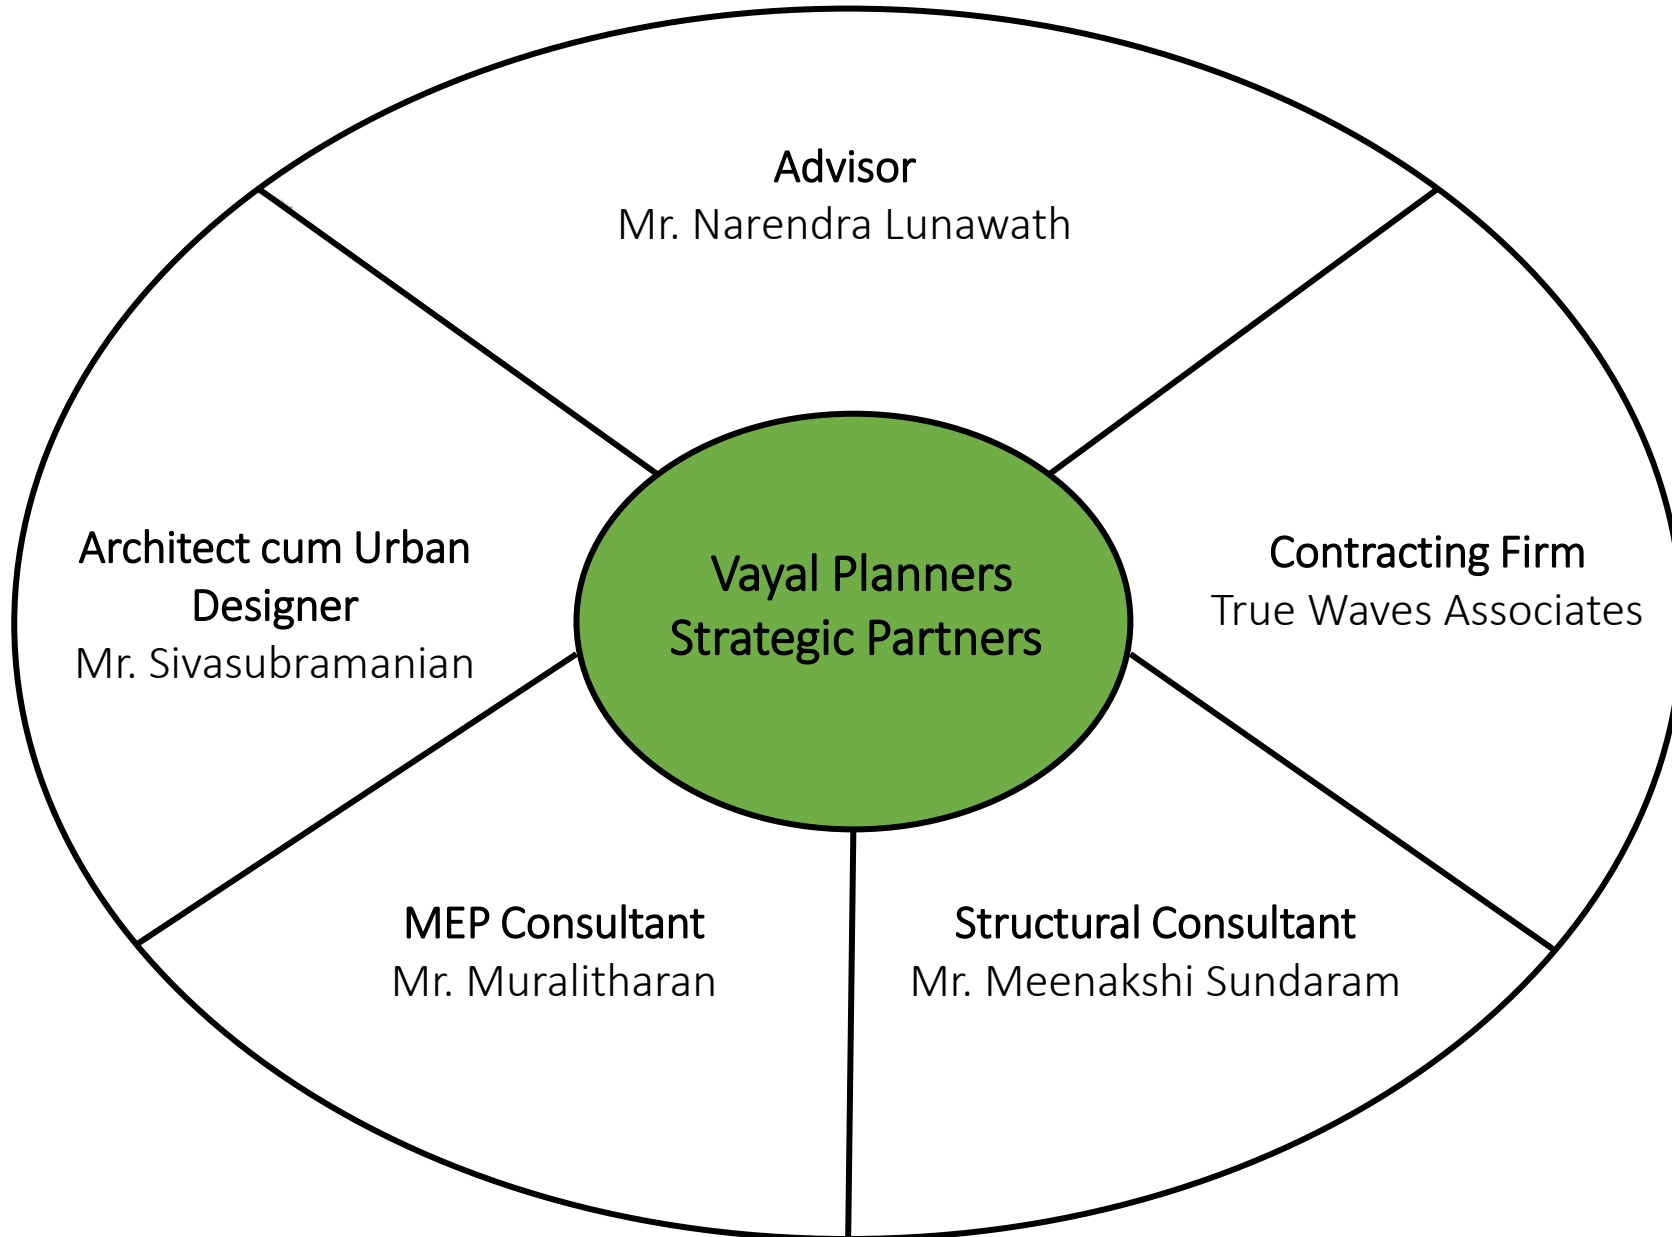 Advisor
Mr. Narendra Lunawath
Architect cum Urban
Designer
Mr. Sivasubramanian
Vayal Planners
Strategic Partners
Contracting Firm
True Waves Associates
MEP Consultant
Mr. Muralitharan
Structural Consultant
Mr. Meenakshi Sundaram